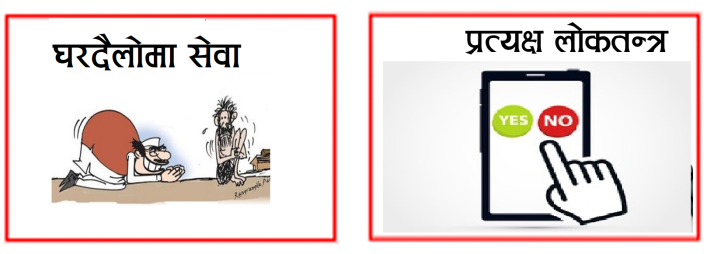 घरदैलोमा सेवा
प्रत्यक्ष लोकतन्त्र
YES NO